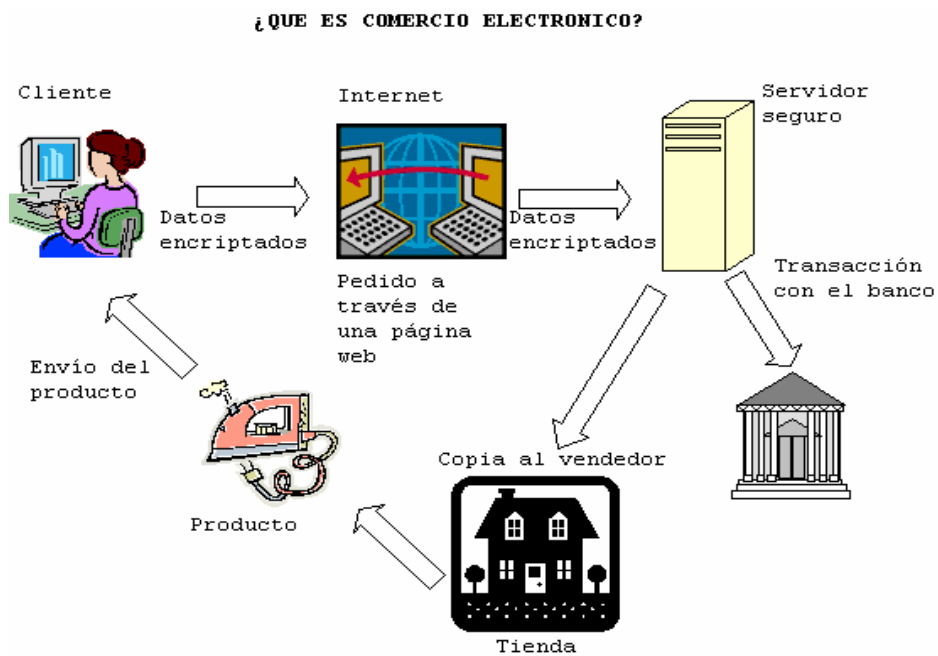 ¿QUE ES COMERCIO ELECTRONICO?
Cliente
Internet
Servidor
seguro
Datos
encriptados
Datos
encriptados
Pedido a
través de
una página
web
Transacción
con el banco
Envío del
producto
Copia al vendedor
Producto
Tienda